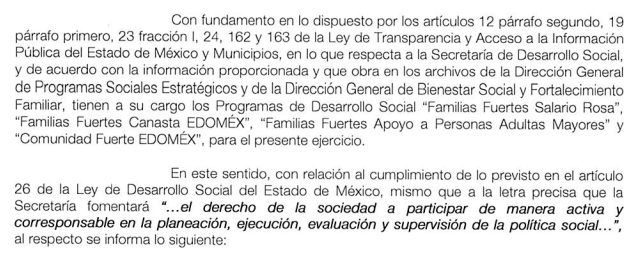 Con fundamento en lo dispuesto por los artículos 12 párrafo segundo, 19
párrafo primero, 23 fracción I, 24, 162 y 163 de la Ley de Transparencia y Acceso a la Información
Pública del Estado de México y Municipios, en lo que respecta a la Secretaría de Desarrollo Social,
y de acuerdo con la información proporcionada y que obra en los archivos de la Dirección General
de Programas Sociales Estratégicos y de la Dirección General de Bienestar Social y Fortalecimiento
Familiar, tienen a su cargo los Programas de Desarrollo Social “Familias Fuertes Salario Rosa”,
“Familias Fuertes Canasta EDOMÉX”, “Familias Fuertes Apoyo a Personas Adultas Mayores” y
“Comunidad Fuerte EDOMÉX”, para el presente ejercicio.
En este sentido, con relación al cumplimiento de lo previsto en el artículo
26 de la Ley de Desarrollo Social del Estado de México, mismo que a la letra precisa que la
Secretaría fomentará “...el derecho de la sociedad a participar de manera activa y
corresponsable en la planeación, ejecución, evaluación y supervisión de la política social...”,
al respecto se informa lo siguiente: